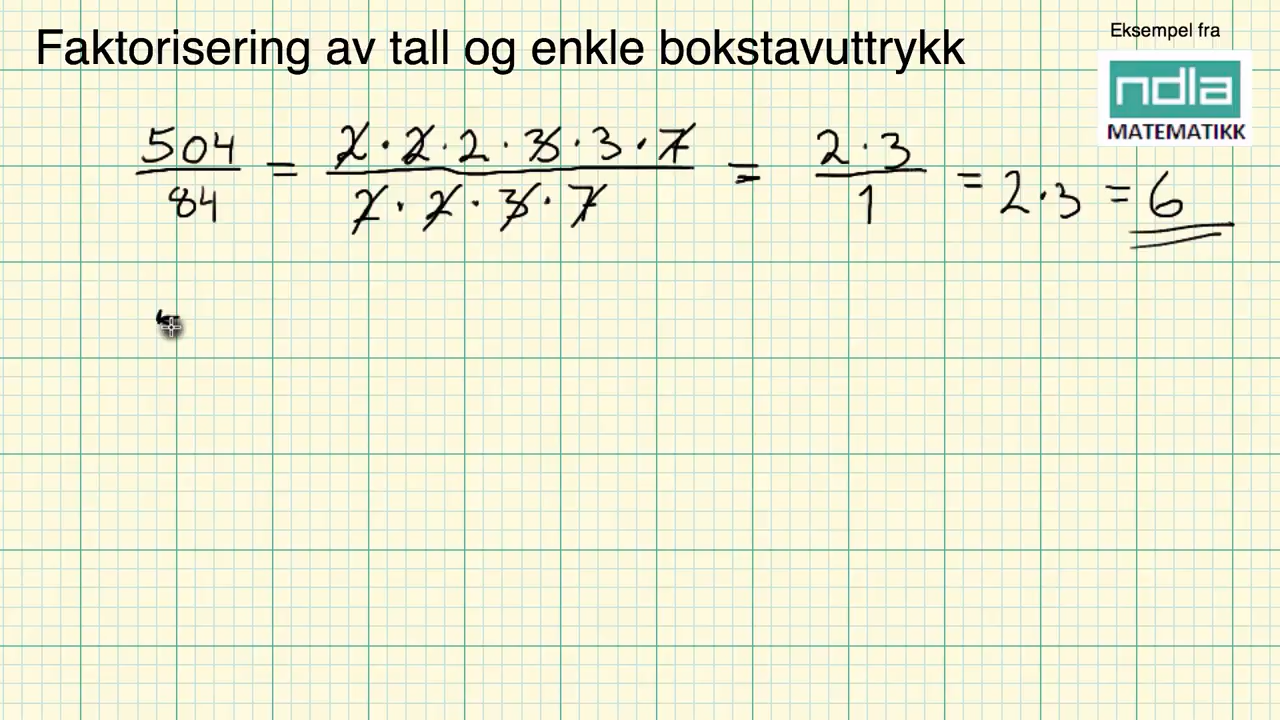 Faktorisering av tall og enkle bokstavuttrykk
Eksempel fra
ndla
MATEMATIKK
504/84 = 2·2·2·3·3·7/2·2·3·7 = 2·3/1 = 2·3 = 6